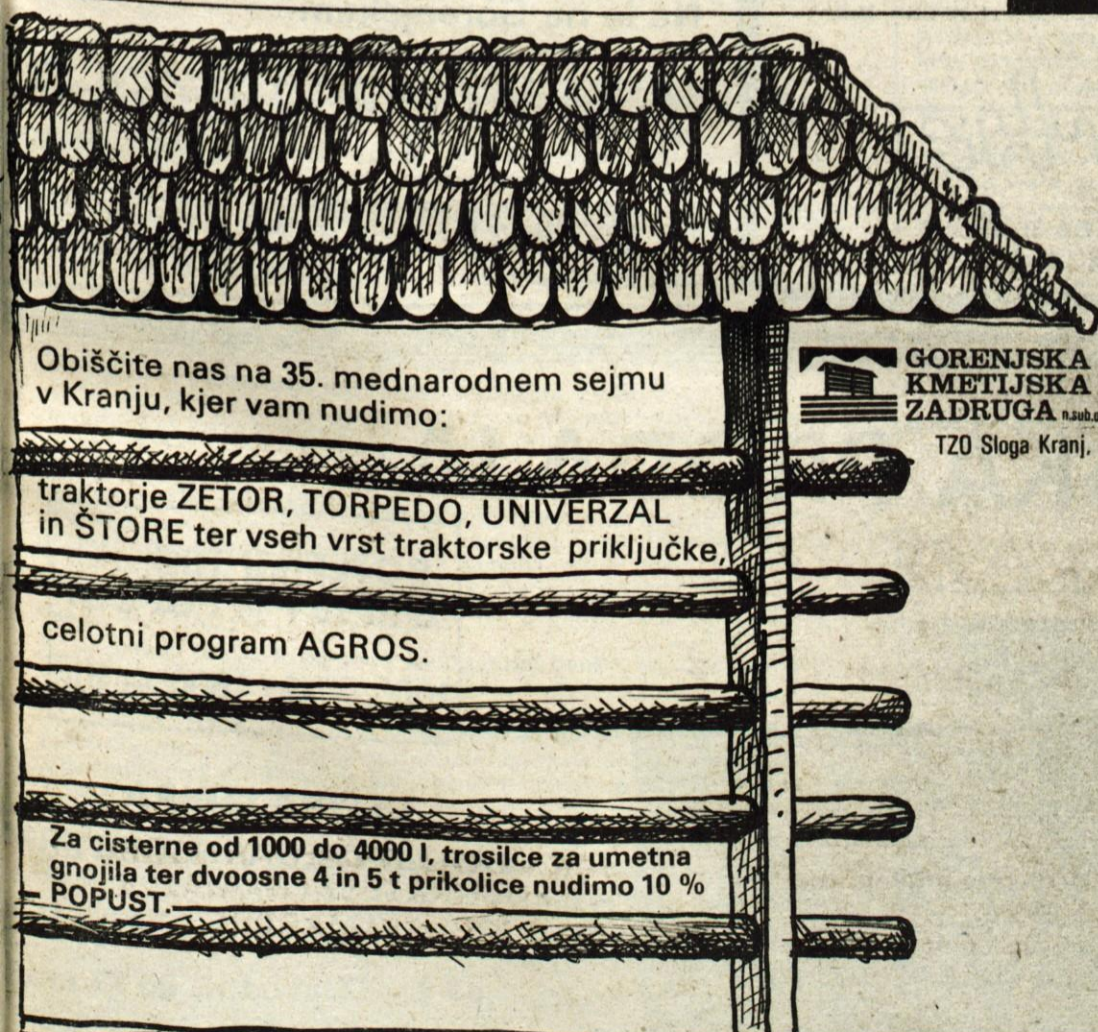 Obiščite nas na 35. mednarodnem sejmu
v Kranju, kjer vam nudimo:
GORENJSKA
KMETIJSKA
ZADRUGA n.sub.o
TZO Sloga Kranj,
traktorje ZETOR, TORPEDO, UNIVERZAL
in ŠTORE ter vseh vrst traktorske priključke,
celotni program AGROS.
Za cisterne od 1000 do 4000 l, trosilce za umetna
gnojila ter dvoosne 4 in 5 t prikolice nudimo 10 %
POPUST.